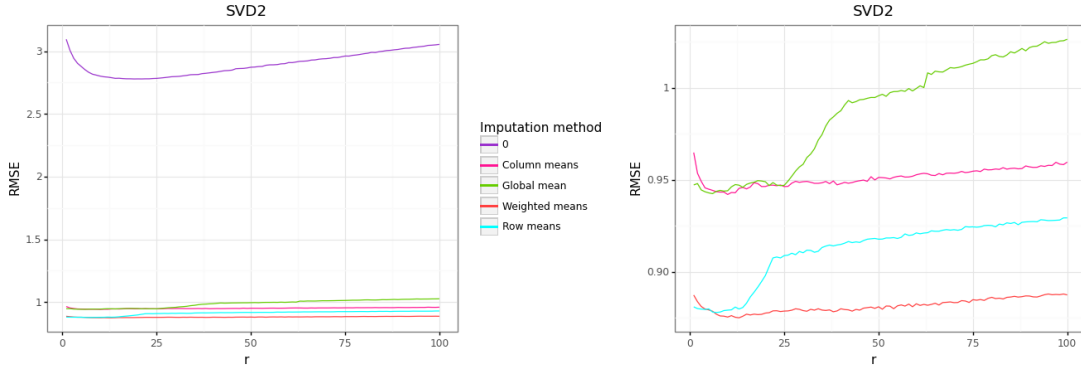 SVD2
RMSE
3
2.5
2
1.5
1
0
25
50
75
100
r
Imputation method
0
Column means
Global mean
Weighted means
Row means
SVD2
RMSE
1
0.95
0.90
0
25
50
75
100
r